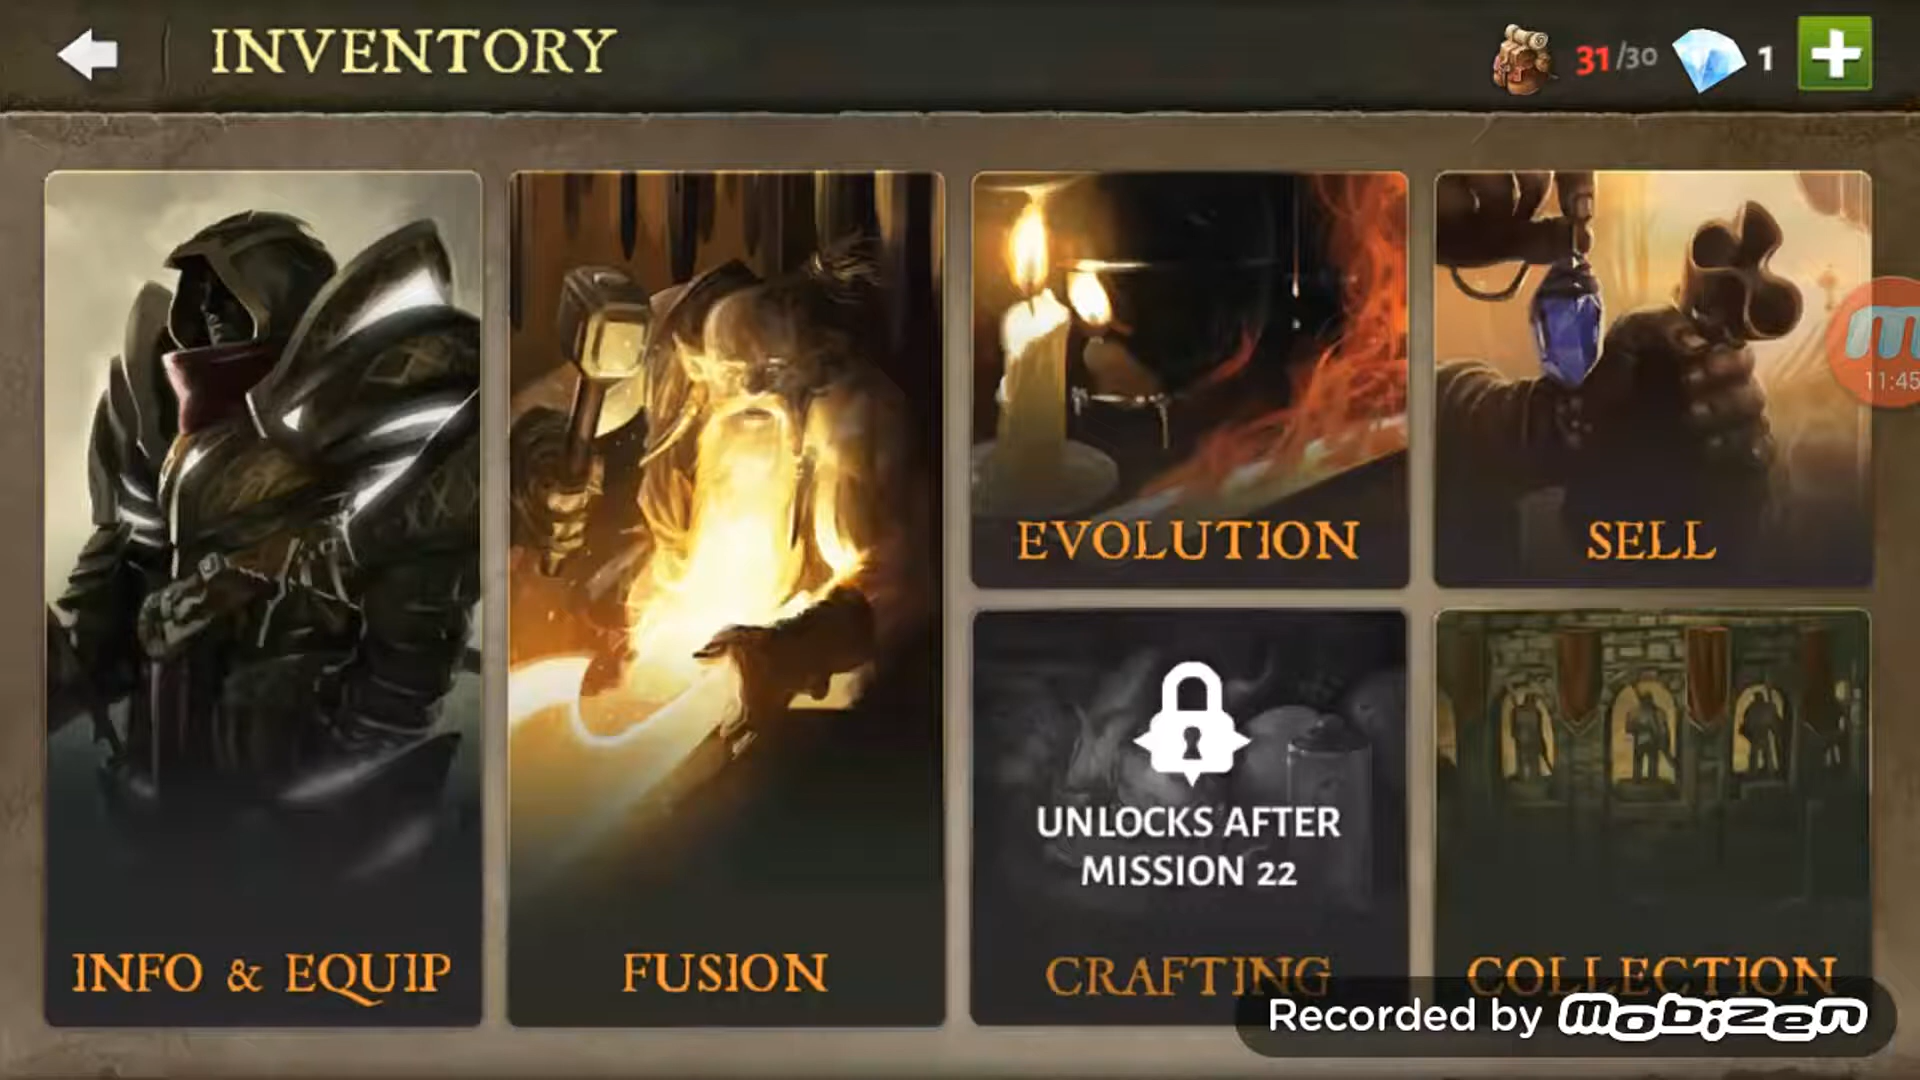 INVENTORY
31/30
1
11:45
EVOLUTION
SELL
UNLOCKS AFTER
MISSION 22
INFO & EQUIP
FUSION
CRAFTING
COLLECTION
Recorded by mobizen